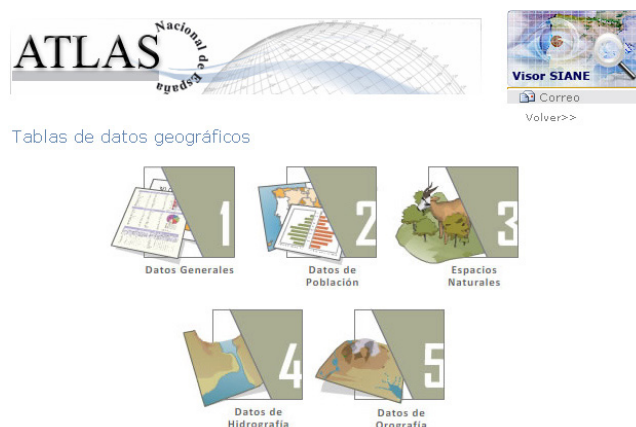 ATLAS
Nacional de España
Visor SIANE
Correo
Volver>>
Tablas de datos geográficos
1
2
3
Datos Generales
Datos de
Población
Espacios
Naturales
4
5
Datos de
Hidrografía
Datos de
Orografía